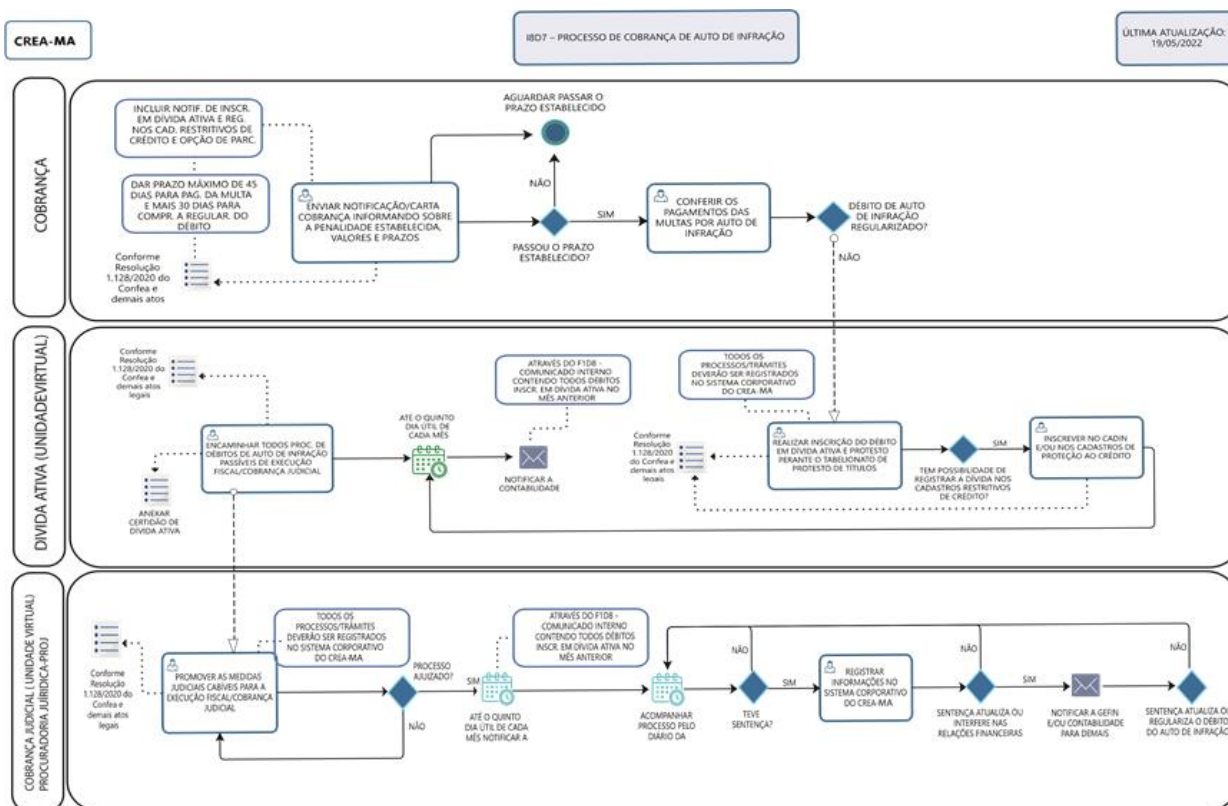 CREA-MA
I8D7 – PROCESSO DE COBRANÇA DE AUTO DE INFRAÇÃO
ÚLTIMA ATUALIZAÇÃO:
19/05/2022
COBRANÇA
INCLUIR NOTIF. DE INSCR.
EM DÍVIDA ATIVA E REG.
NOS CAD. RESTRITIVOS DE
CRÉDITO E OPÇÃO DE PARC.
DAR PRAZO MÁXIMO DE 45
DIAS PARA PAG. DA MULTA
E MAIS 30 DIAS PARA
COMPR. A REGULAR. DO
DÉBITO
Conforme
Resolução
1.128/2020 do
Confea e
demais atos
ENVIAR NOTIFICAÇÃO/CARTA
COBRANÇA INFORMANDO SOBRE
A PENALIDADE ESTABELECIDA,
VALORES E PRAZOS
AGUARDAR PASSAR O
PRAZO ESTABELECIDO
NÃO
PASSOU O PRAZO
ESTABELECIDO?
SIM
CONFERIR OS
PAGAMENTOS DAS
MULTAS POR AUTO DE
INFRAÇÃO
DÉBITO DE AUTO
DE INFRAÇÃO
REGULARIZADO?
NÃO
DIVIDA ATIVA (UNIDADEVIRTUAL)
Conforme
Resolução
1.128/2020 do
Confea e
demais atos
legais
ENCAMINHAR TODOS PROC. DE
DÉBITOS DE AUTO DE INFRAÇÃO
PASSÍVEIS DE EXECUÇÃO
FISCAL/COBRANÇA JUDICIAL
ANEXAR
CERTIDÃO DE
DÍVIDA ATIVA
ATÉ O QUINTO
DIA ÚTIL DE
CADA MÊS
ATRAVÉS DO F1D8 -
COMUNICADO INTERNO
CONTENDO TODOS DÉBITOS
INSCR. EM DÍVIDA ATIVA NO
MÊS ANTERIOR
NOTIFICAR A
CONTABILIDADE
TODOS OS
PROCESSOS/TRÂMITES
DEVERÃO SER REGISTRADOS
NO SISTEMA CORPORATIVO
DO CREA-MA
Conforme
Resolução
1.128/2020 do
Confea e
demais atos
legais
REALIZAR INSCRIÇÃO DO DÉBITO
EM DÍVIDA ATIVA E PROTESTO
PERANTE O TABELIONATO DE
PROTESTO DE TÍTULOS
TEM POSSIBILIDADE DE
REGISTRAR A DÍVIDA NOS
CADASTROS RESTRITIVOS
DE CRÉDITO?
SIM
INSCREVER NO CADIN
E/OU NOS CADASTROS DE
PROTEÇÃO AO CRÉDITO
COBRANÇA JUDICIAL (UNIDADE VIRTUAL)
PROCURADORIA JURÍDICA-PROJ
Conforme
Resolução
1.128/2020 do
Confea e
demais atos
legais
TODOS OS
PROCESSOS/TRÂMITES
DEVERÃO SER REGISTRADOS
NO SISTEMA CORPORATIVO
DO CREA-MA
PROMOVER AS MEDIDAS
JUDICIAIS CABÍVEIS PARA A
EXECUÇÃO FISCAL/COBRANÇA
JUDICIAL
PROCESSO
AJUIZADO?
SIM
NÃO
ATRAVÉS DO F1D8 -
COMUNICADO INTERNO
CONTENDO TODOS DÉBITOS
INSCR. EM DÍVIDA ATIVA NO
MÊS ANTERIOR
ATÉ O QUINTO
DIA ÚTIL DE CADA
MÊS NOTIFICAR A
ACOMPANHAR
PROCESSO PELO
DIÁRIO DA
NÃO
TEVE
SENTENÇA?
SIM
REGISTRAR
INFORMAÇÕES NO
SISTEMA CORPORATIVO
DO CREA-MA
NÃO
SENTENÇA ATUALIZA OU
INTERFERE NAS
RELAÇÕES FINANCEIRAS
SIM
NOTIFICAR A GEFIN
E/OU CONTABILIDADE
PARA DEMAIS
NÃO
SENTENÇA ATUALIZA OU
REGULARIZA O DÉBITO
DO AUTO DE INFRAÇÃO